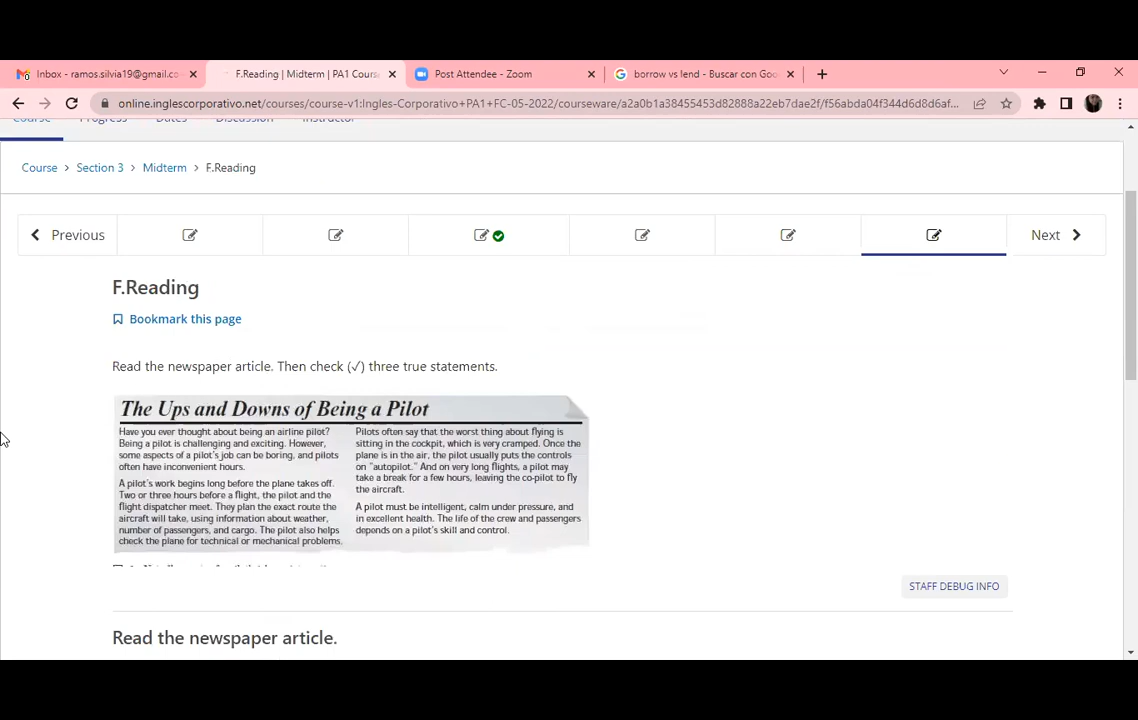 Inbox - ramos.silvia19@gmail.co
F.Reading | Midterm | PA1 Cours
Post Attendee - Zoom
borrow vs lend - Buscar con Goo
online.inglescorporativo.net/courses/course-v1:Ingles-Corporativo+PA1+FC-05-2022/courseware/a2a0b1a38455453d82888a22eb7dae2f/f56abda04f344d6d8d6af...
Course Progress Dates Discussion Instructor
Course > Section 3 > Midterm > F.Reading
Previous
Next
F.Reading
Bookmark this page
Read the newspaper article. Then check (✓) three true statements.
The Ups and Downs of Being a Pilot
Have you ever thought about being an airline pilot?
Being a pilot is challenging and exciting. However,
some aspects of a pilot's job can be boring, and pilots
often have inconvenient hours.
A pilot's work begins long before the plane takes off.
Two or three hours before a flight, the pilot and the
flight dispatcher meet. They plan the exact route the
aircraft will take, using information about weather,
number of passengers, and cargo. The pilot also helps
check the plane for technical or mechanical problems.
Pilots often say that the worst thing about flying is
sitting in the cockpit, which is very cramped. Once the
plane is in the air, the pilot usually puts the controls
on "autopilot." And on very long flights, a pilot may
take a break for a few hours, leaving the co-pilot to fly
the aircraft.
A pilot must be intelligent, calm under pressure, and
in excellent health. The life of the crew and passengers
depends on a pilot's skill and control.
STAFF DEBUG INFO
Read the newspaper article.